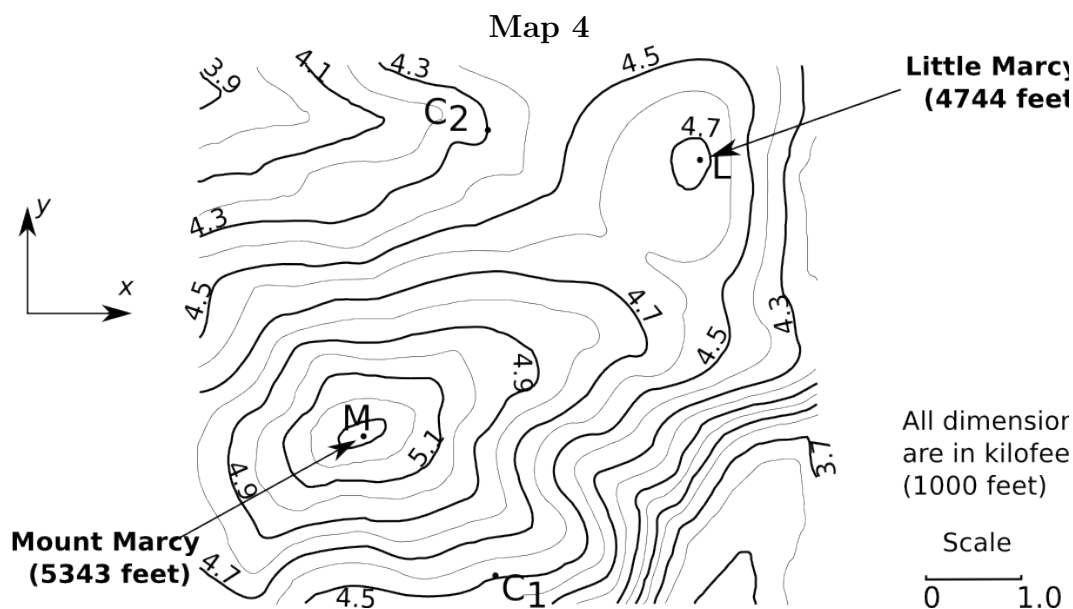 Map 4
3.9
4.1
4.3
4.5
Little Marcy
(4744 feet
C2
4.7
L
y
x
4.3
4.5
4.7
4.3
4.5
4.9
M
5.1
4.9
3.7
All dimension
are in kilofee
(1000 feet)
Mount Marcy
(5343 feet)
4.7
4.5
C1
Scale
0 1.0